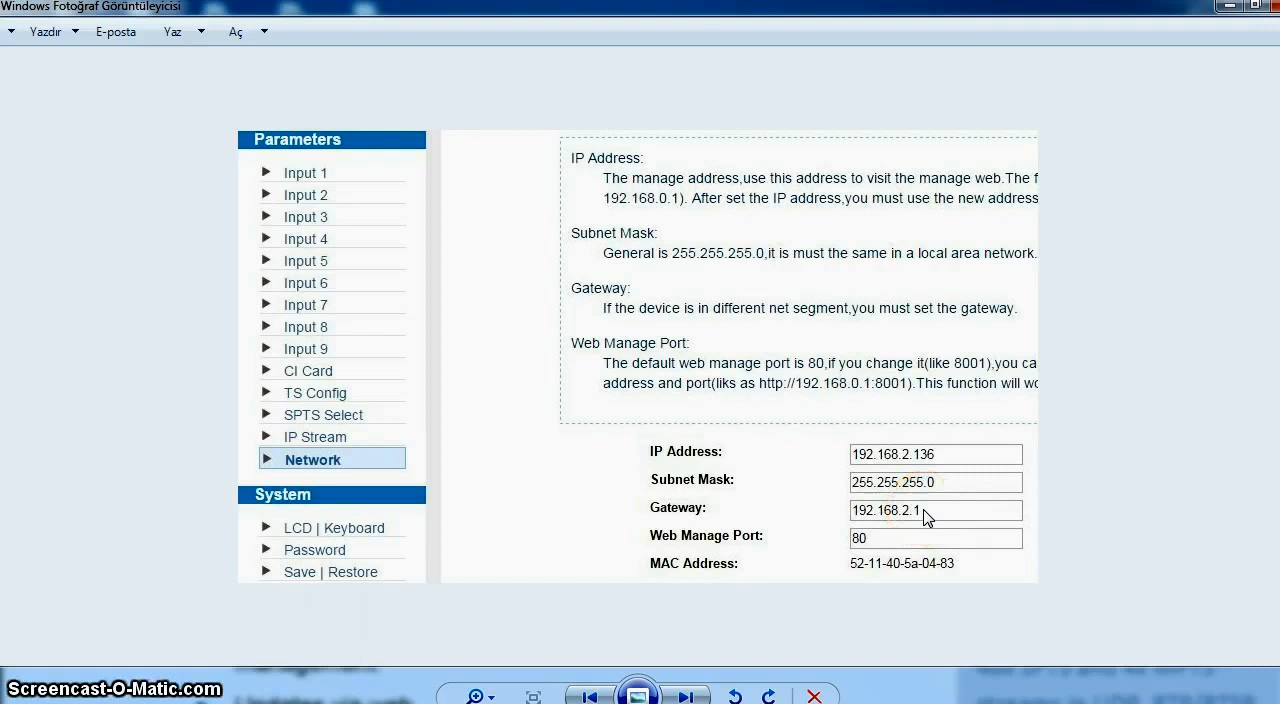 Windows Fotoğraf Görüntüleyicisi
Yazdır E-posta Yaz Aç
Parameters
Input 1
Input 2
Input 3
Input 4
Input 5
Input 6
Input 7
Input 8
Input 9
CI Card
TS Config
SPTS Select
IP Stream
Network
System
LCD | Keyboard
Password
Save | Restore
IP Address:
The manage address,use this address to visit the manage web.The f
192.168.0.1). After set the IP address,you must use the new address
Subnet Mask:
General is 255.255.255.0,it is must the same in a local area network.
Gateway:
If the device is in different net segment,you must set the gateway.
Web Manage Port:
The default web manage port is 80,if you change it(like 8001),you ca
address and port(liks as http://192.168.0.1:8001).This function will wo
IP Address: 192.168.2.136
Subnet Mask: 255.255.255.0
Gateway: 192.168.2.1
Web Manage Port: 80
MAC Address: 52-11-40-5a-04-83
Screencast-O-Matic.com